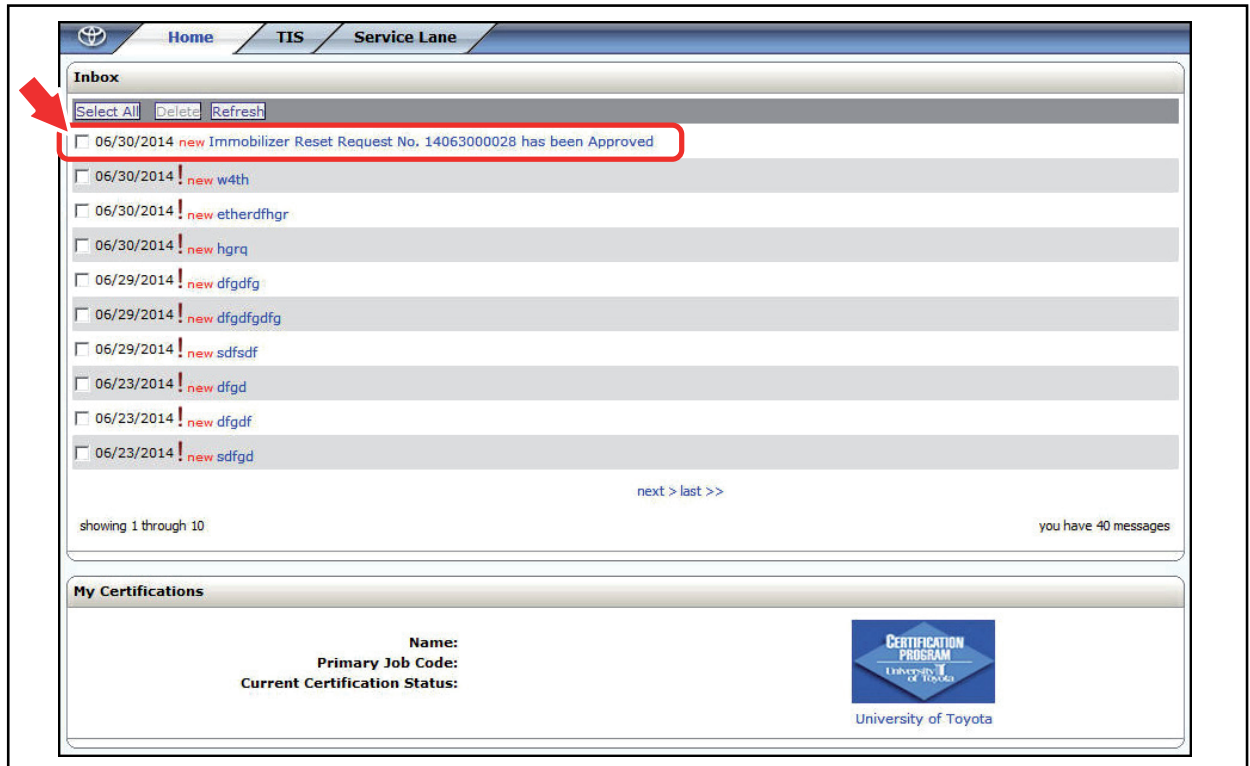 Home TIS Service Lane
Inbox
Select All Delete Refresh
06/30/2014 new Immobilizer Reset Request No. 14063000028 has been Approved
06/30/2014 ! new w4th
06/30/2014 ! new etherdfhgr
06/30/2014 ! new hgrq
06/29/2014 ! new dfgdfg
06/29/2014 ! new dfgdfgdfg
06/29/2014 ! new sdfsdf
06/23/2014 ! new dfgd
06/23/2014 ! new dfgdf
06/23/2014 ! new sdfgd
next > last >>
showing 1 through 10 you have 40 messages
My Certifications
Name:
Primary Job Code:
Current Certification Status:
CERTIFICATION
PROGRAM
University
of Toyota
University of Toyota